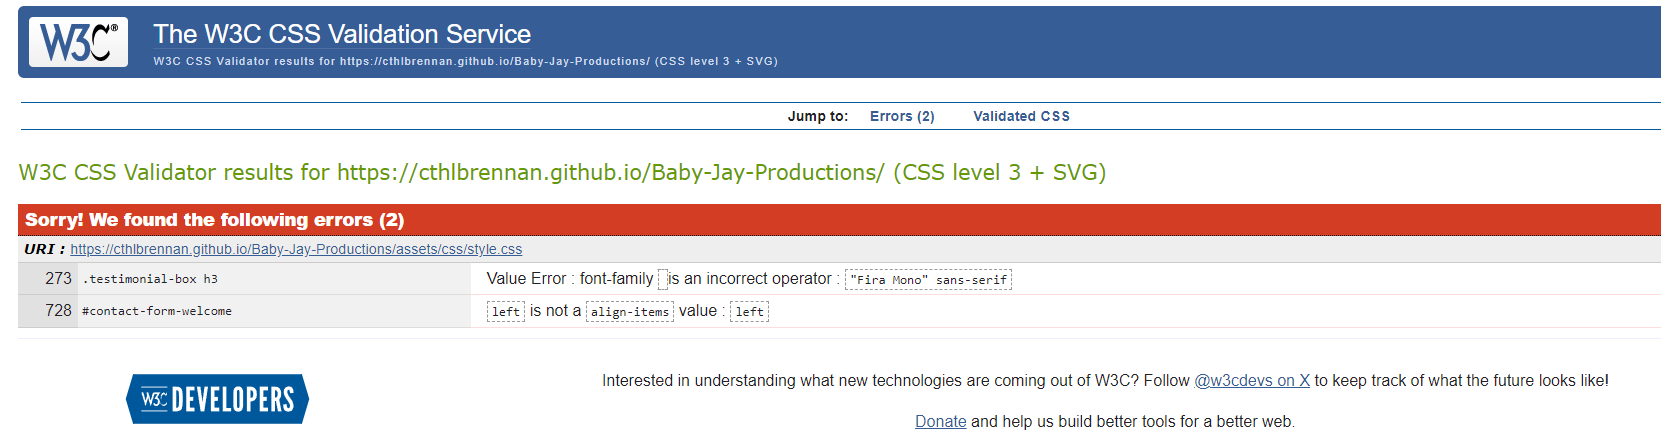 W3C® The W3C CSS Validation Service
W3C CSS Validator results for https://cthlbrennan.github.io/Baby-Jay-Productions/ (CSS level 3 + SVG)
Jump to: Errors (2) Validated CSS
W3C CSS Validator results for https://cthlbrennan.github.io/Baby-Jay-Productions/ (CSS level 3 + SVG)
Sorry! We found the following errors (2)
URI : https://cthlbrennan.github.io/Baby-Jay-Productions/assets/css/style.css
273 .testimonial-box h3 Value Error : font-family is an incorrect operator : "Fira Mono" sans-serif
728 #contact-form-welcome left is not a align-items value : left
Interested in understanding what new technologies are coming out of W3C? Follow @w3cdevs on X to keep track of what the future looks like!
W3C DEVELOPERS
Donate and help us build better tools for a better web.